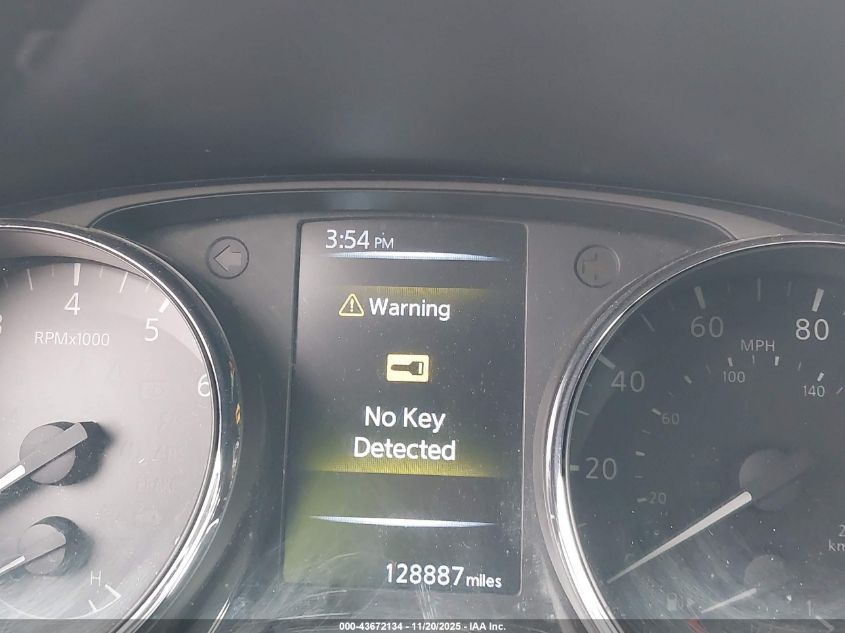 3:54 PM
Warning
No Key
Detected
128887 miles
4
5
6
RPMx1000
H
20
40
60
80
MPH
20
60
100
140
000-43672134 - 11/20/2025 - IAA Inc.